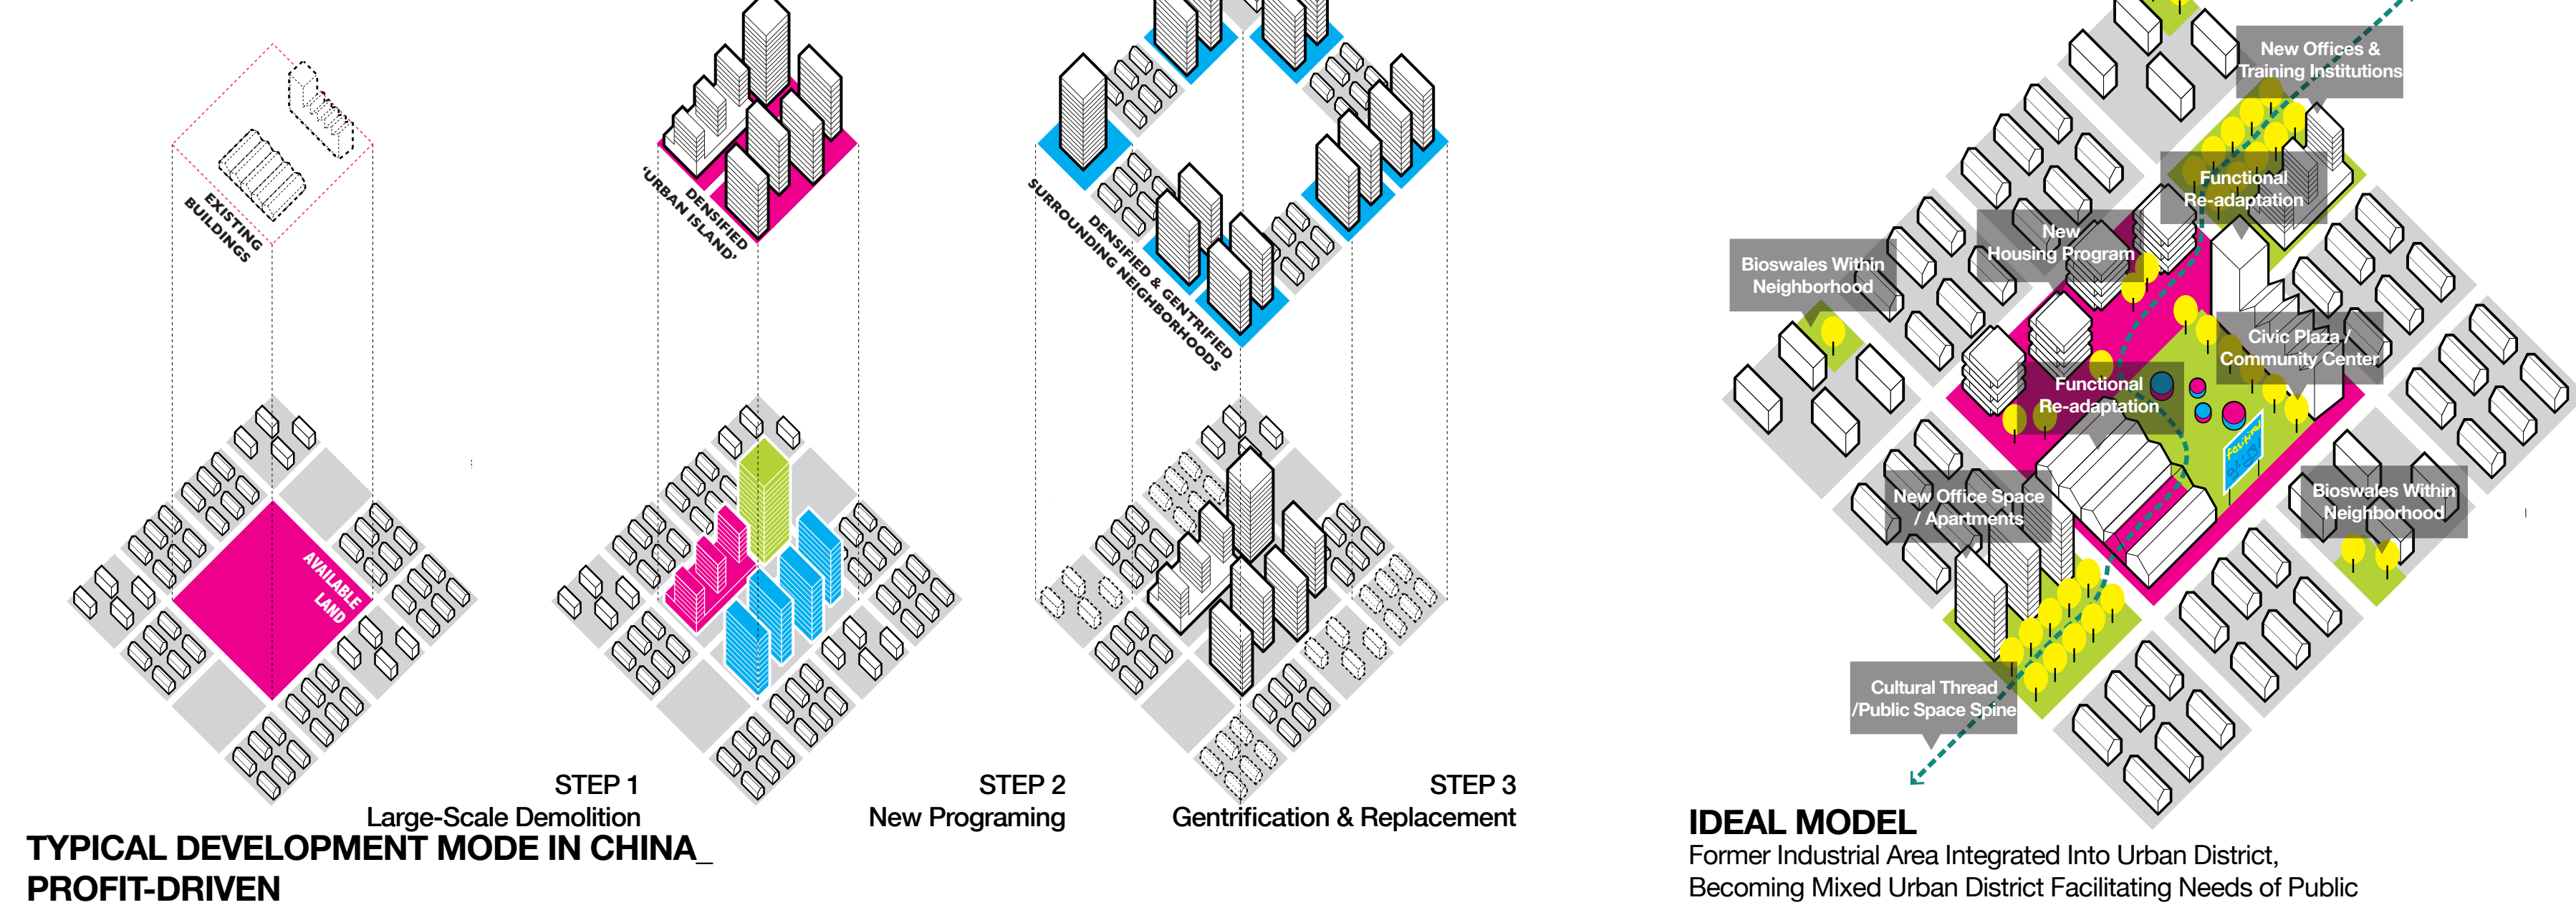 EXISTING
BUILDINGS
AVAILABLE
LAND
STEP 1
Large-Scale Demolition
DENSIFIED
'URBAN ISLAND'
STEP 2
New Programing
DENSIFIED & GENTRIFIED
SURROUNDING NEIGHBORHOODS
STEP 3
Gentrification & Replacement
TYPICAL DEVELOPMENT MODE IN CHINA_
PROFIT-DRIVEN
New Offices &
Training Institutions
Functional
Re-adaptation
New
Housing Program
Bioswales Within
Neighborhood
Civic Plaza /
Community Center
Functional
Re-adaptation
festival
New Office Space
/ Apartments
Bioswales Within
Neighborhood
Cultural Thread
/Public Space Spine
IDEAL MODEL
Former Industrial Area Integrated Into Urban District,
Becoming Mixed Urban District Facilitating Needs of Public